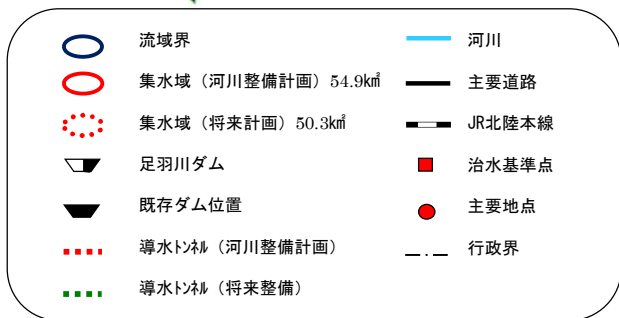 流域界
集水域（河川整備計画）54.9k㎡
集水域（将来計画）50.3k㎡
足羽川ダム
既存ダム位置
導水トンネル（河川整備計画）
導水トンネル（将来整備）
河川
主要道路
JR北陸本線
治水基準点
主要地点
行政界